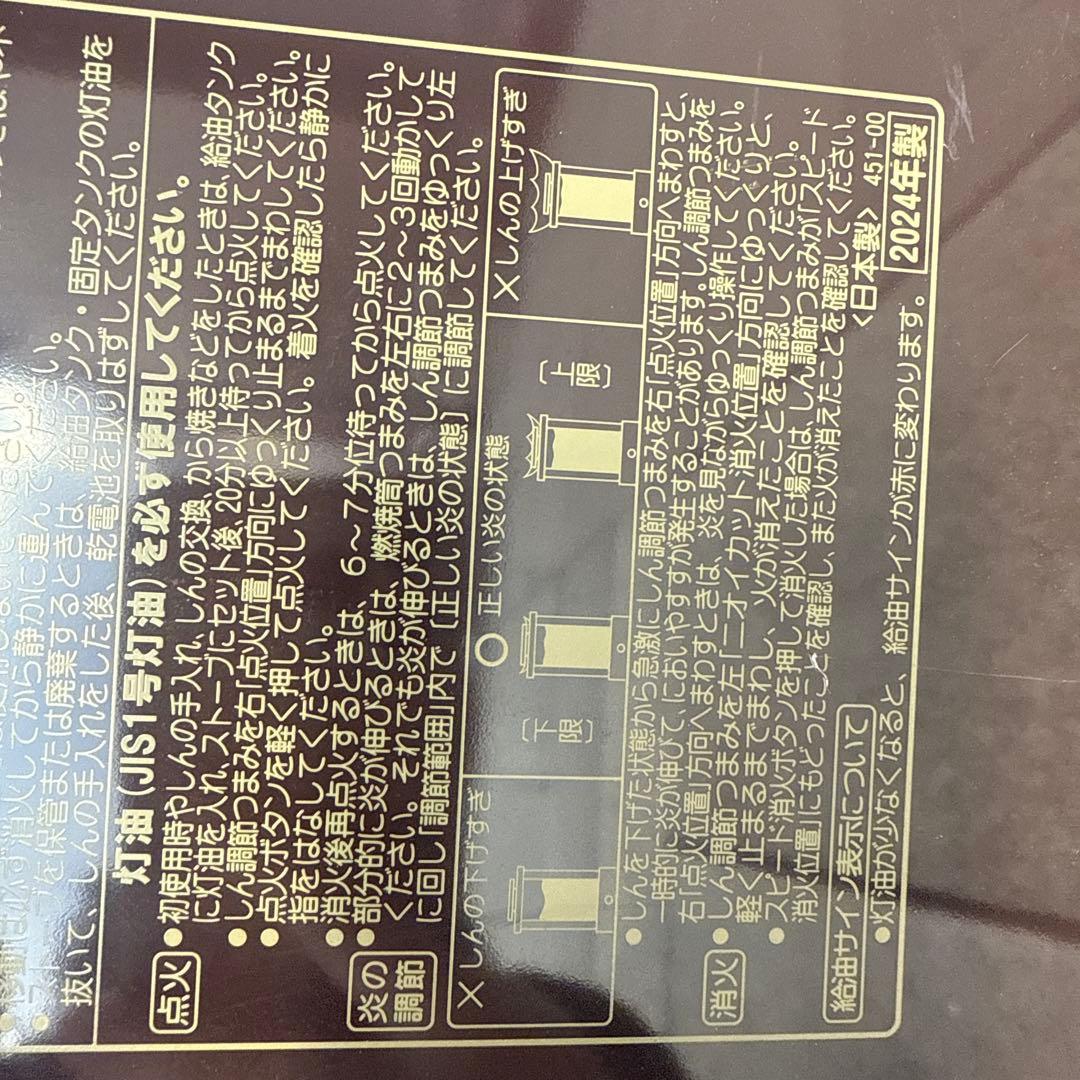 抜いて、しんの手入れをした後、乾電池を取りはずしてください。
灯油(JIS1号灯油)を必ず使用してください。
点火
●初使用時やしんの手入れ、しんの交換、から焼きなどをしたときは、給油タンク
に灯油を入れ、ストーブにセット後、20分以上待ってから点火してください。
●しん調節つまみを右「点火位置」方向にゆっくり止まるまでまわしてください。
●点火ボタンを軽く押して点火してください。着火を確認したら静かに
指をはなしてください。
●消火後再点火するときは、6～7分位待ってから点火してください。
炎の
調節
●部分的に炎が伸びるときは、燃焼筒つまみを左右に2～3回動かして
ください。それでも炎が伸びるときは、しん調節つまみをゆっくり左
に回し「調節範囲」内で〔正しい炎の状態〕に調節してください。
×しんの下げすぎ
○正しい炎の状態
〔下限〕
〔上限〕
×しんの上げすぎ
●しんを下げた状態から急激にしん調節つまみを右「点火位置」方向へまわすと、
一時的に炎が伸びて、においやすすが発生することがあります。しん調節つまみを
右「点火位置」方向へまわすときは、炎を見ながらゆっくり操作してください。
消火
●しん調節つまみを左「ニオイカット消火位置」方向にゆっくりと、
軽く止まるまでまわし、火が消えたことを確認してください。
●スピード消火ボタンを押して消火した場合は、しん調節つまみが「スピード
消火位置」にもどったことを確認し、また火が消えたことを確認してください。
給油サイン表示について
<日本製> 451-00
●灯油が少なくなると、給油サインが赤に変わります。
2024年製